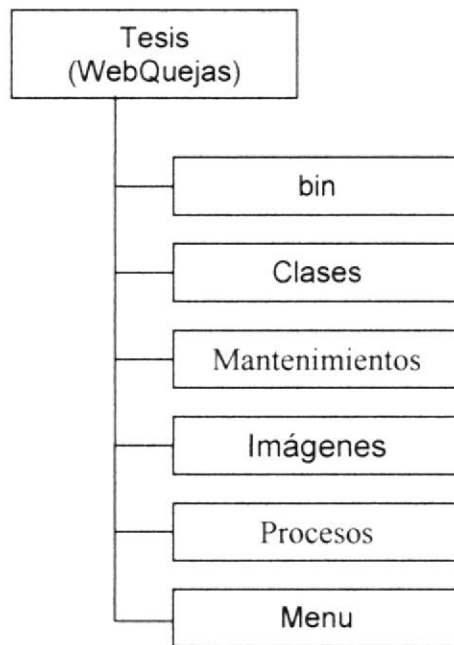 Tesis
(WebQuejas)
bin
Clases
Mantenimientos
Imágenes
Procesos
Menu